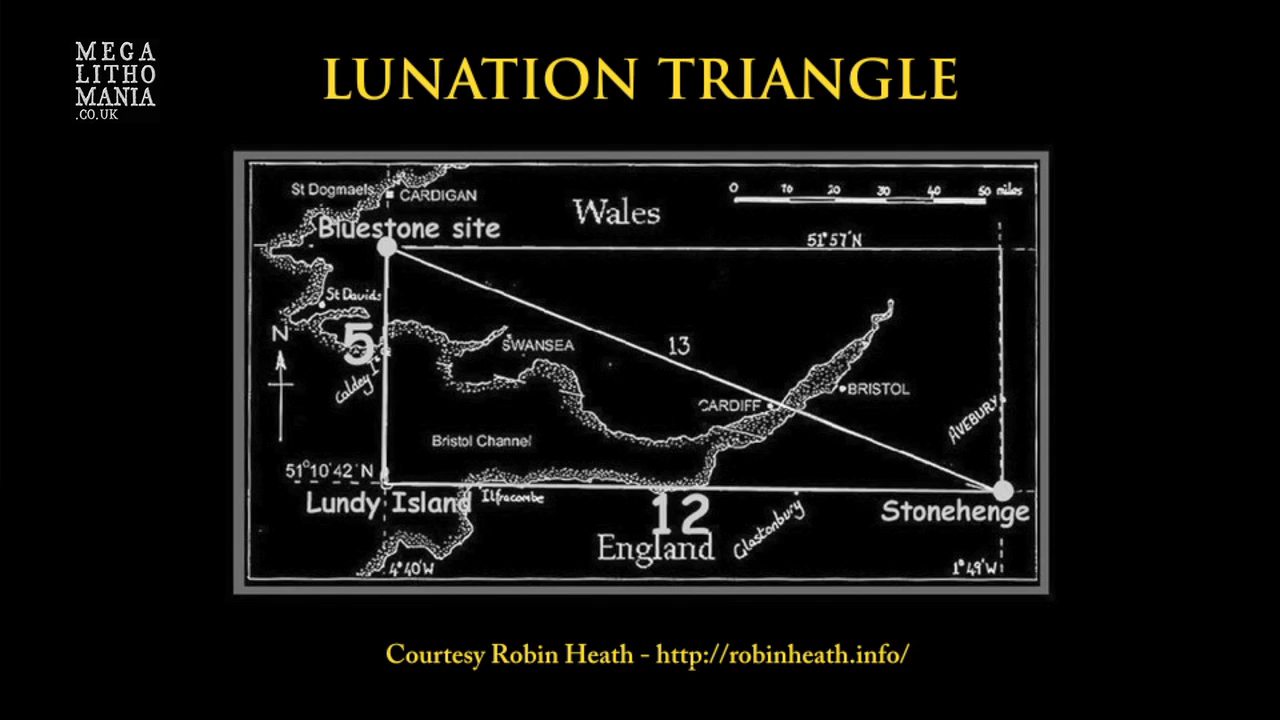 MEGA
LITHO
MANIA
.CO.UK
LUNATION TRIANGLE
St Dogmaels
CARDIGAN
Wales
0 10 20 30 40 50 miles
Bluestone site
51°57'N
St Davids
N
5
Caldey I.
SWANSEA
13
CARDIFF
BRISTOL
AVEBURY
Bristol Channel
51°10'42'N
Lundy Island
Ilfracombe
12
Glastonbury
Stonehenge
England
4°40'W
1°49'W
Courtesy Robin Heath - http://robinheath.info/